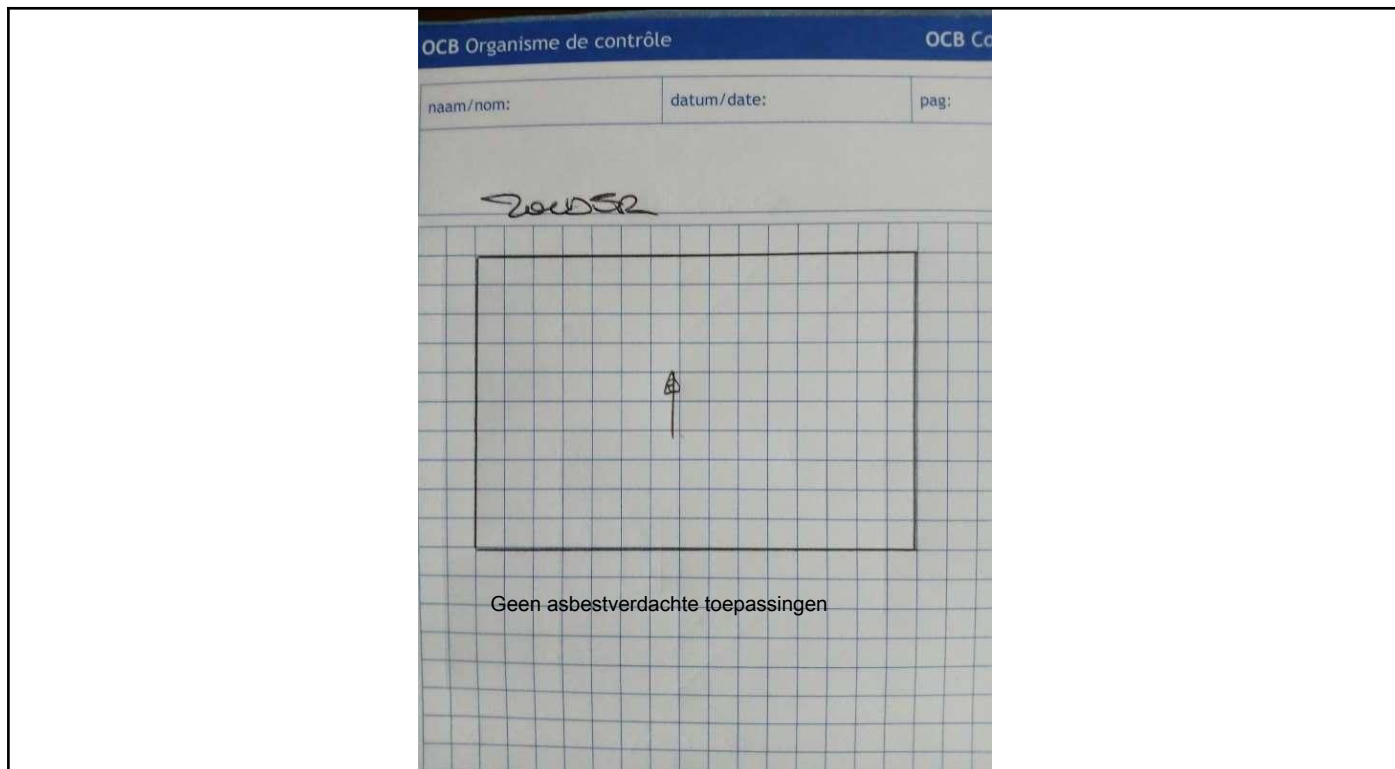 OCB Organisme de contrôle OCB Co
naam/nom: datum/date: pag:
Geen asbestverdachte toepassingen